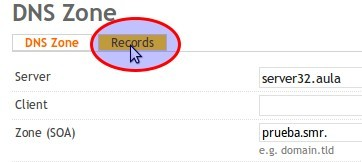 DNS Zone
DNS Zone Records
Server server32.aula
Client
Zone (SOA) prueba.smr.
e.g. domain.tld